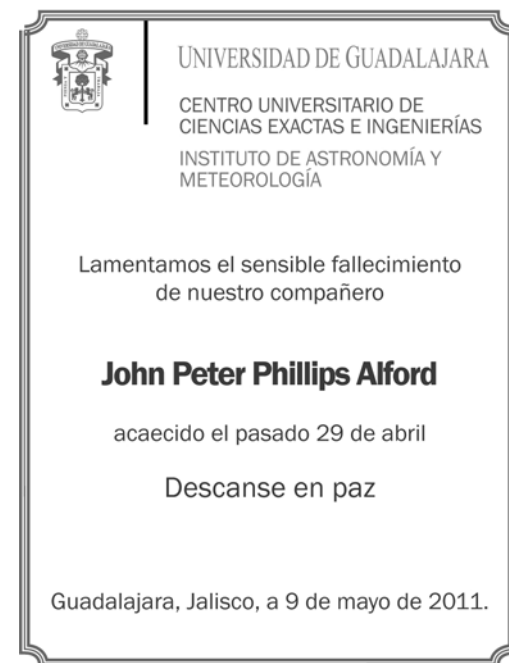 UNIVERSIDAD DE GUADALAJARA
CENTRO UNIVERSITARIO DE
CIENCIAS EXACTAS E INGENIERÍAS
INSTITUTO DE ASTRONOMÍA Y
METEOROLOGÍA
Lamentamos el sensible fallecimiento
de nuestro compañero
John Peter Phillips Alford
acaecido el pasado 29 de abril
Descanse en paz
Guadalajara, Jalisco, a 9 de mayo de 2011.